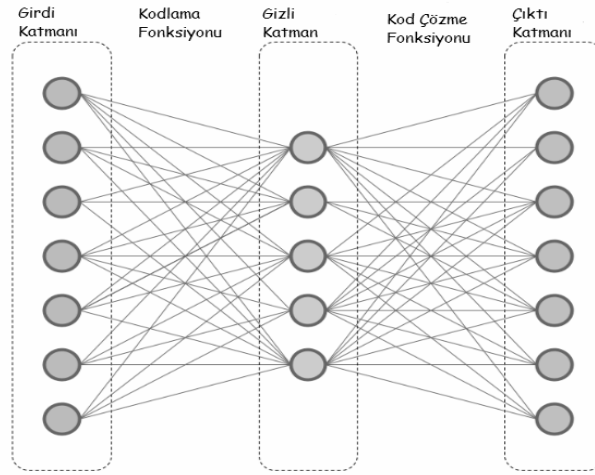 Girdi
Katmanı
Kodlama
Fonksiyonu
Gizli
Katman
Kod Çözme
Fonksiyonu
Çıktı
Katmanı